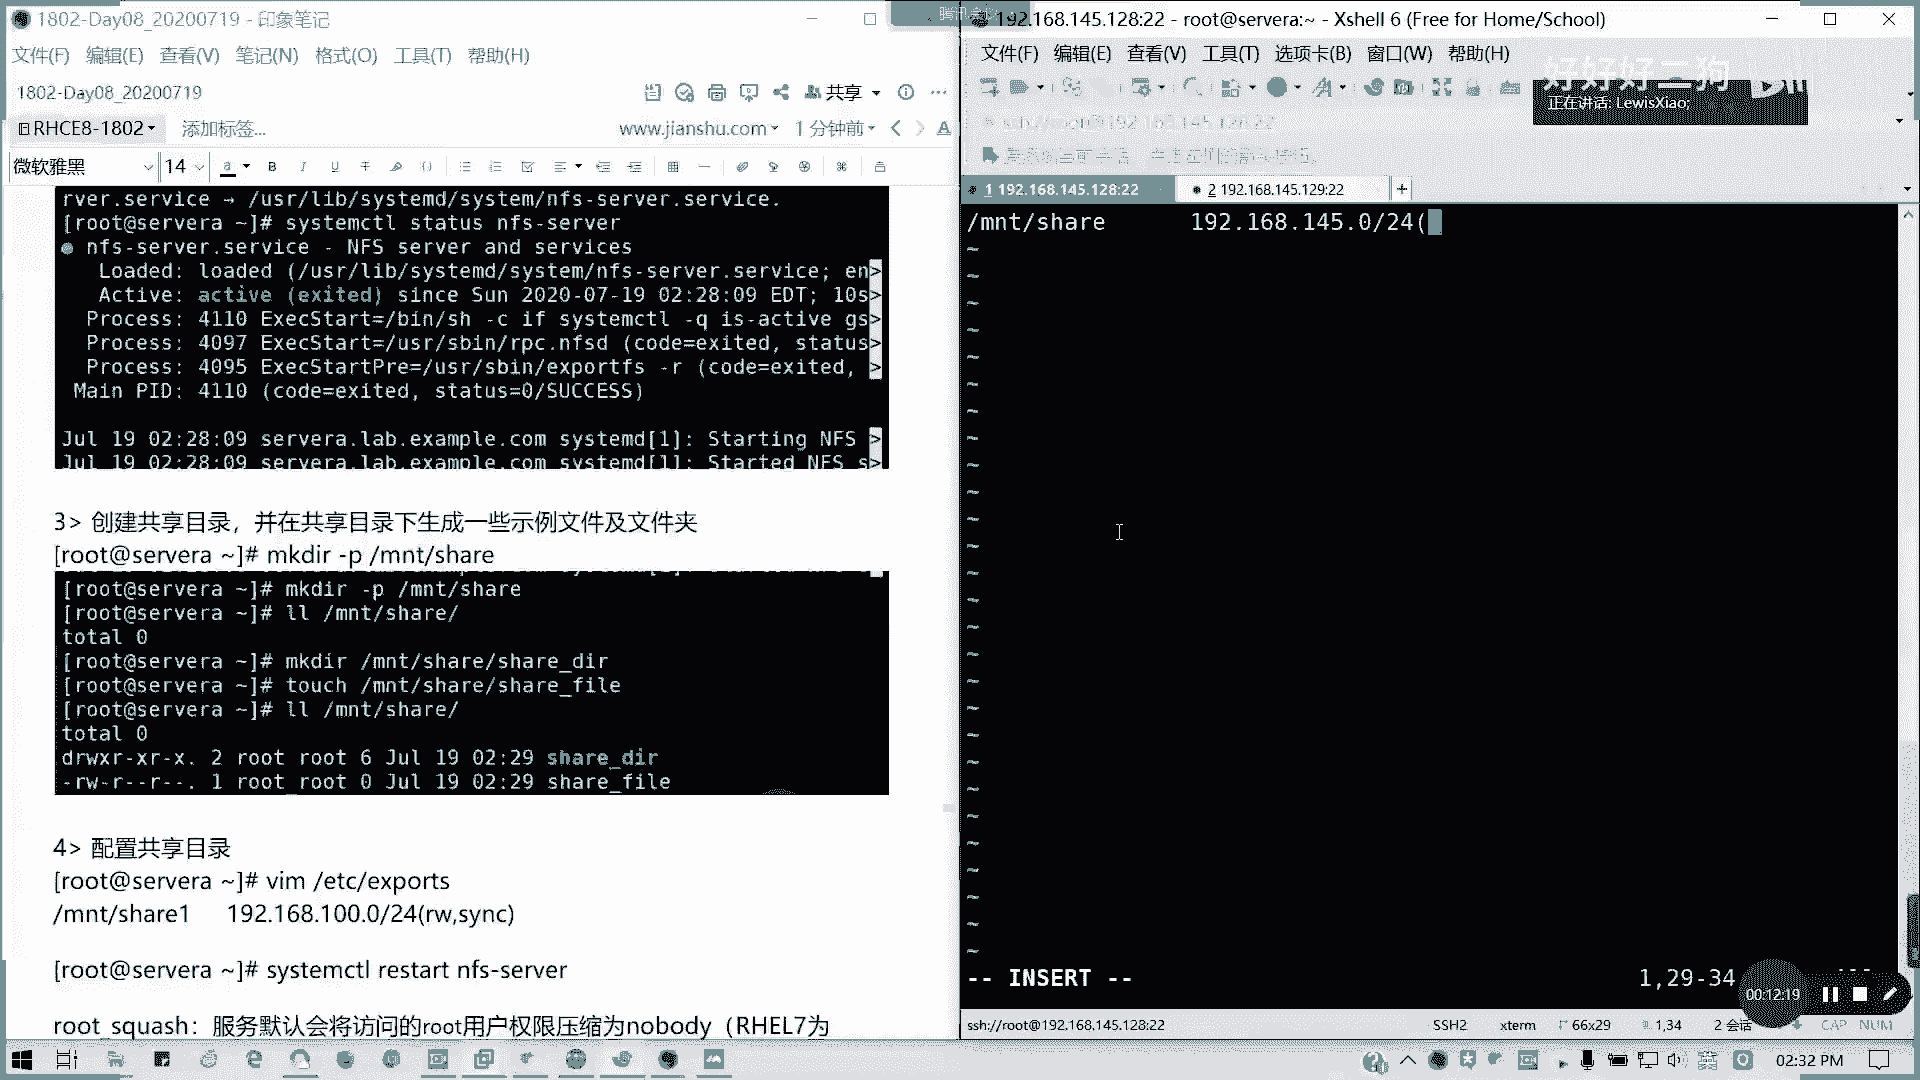 1802-Day08_20200719 - 印象笔记
文件(F) 编辑(E) 查看(V) 笔记(N) 格式(O) 工具(T) 帮助(H)
1802-Day08_20200719
共享
RHCE8-1802 添加标签... www.jianshu.com 1 分钟前
微软雅黑 14
rver.service → /usr/lib/systemd/system/nfs-server.service.
[root@servera ~]# systemctl status nfs-server
● nfs-server.service - NFS server and services
Loaded: loaded (/usr/lib/systemd/system/nfs-server.service; en>
Active: active (exited) since Sun 2020-07-19 02:28:09 EDT; 10s>
Process: 4110 ExecStart=/bin/sh -c if systemctl -q is-active gs>
Process: 4097 ExecStart=/usr/sbin/rpc.nfsd (code=exited, status>
Process: 4095 ExecStartPre=/usr/sbin/exportfs -r (code=exited, >
Main PID: 4110 (code=exited, status=0/SUCCESS)
Jul 19 02:28:09 servera.lab.example.com systemd[1]: Starting NFS >
Jul 19 02:28:09 servera.lab.example.com systemd[1]: Started NFS s>
3> 创建共享目录，并在共享目录下生成一些示例文件及文件夹
[root@servera ~]# mkdir -p /mnt/share
[root@servera ~]# mkdir -p /mnt/share
[root@servera ~]# ll /mnt/share/
total 0
[root@servera ~]# mkdir /mnt/share/share_dir
[root@servera ~]# touch /mnt/share/share_file
[root@servera ~]# ll /mnt/share/
total 0
drwxr-xr-x. 2 root root 6 Jul 19 02:29 share_dir
-rw-r--r--. 1 root root 0 Jul 19 02:29 share_file
4> 配置共享目录
[root@servera ~]# vim /etc/exports
/mnt/share1 192.168.100.0/24(rw,sync)
[root@servera ~]# systemctl restart nfs-server
root_squash：服务默认会将访问的root用户权限压缩为nobody（RHEL7为
腾讯会议
192.168.145.128:22 - root@servera:~ - Xshell 6 (Free for Home/School)
文件(F) 编辑(E) 查看(V) 工具(T) 选项卡(B) 窗口(W) 帮助(H)
好好好二狗
正在讲话: LewisXiao;
ssh://root@192.168.145.128:22
1 192.168.145.128:22 2 192.168.145.129:22 +
/mnt/share 192.168.145.0/24(
-- INSERT -- 1,29-34
00:12:19
ssh://root@192.168.145.128:22 SSH2 xterm 66x29 1,34 2 会话 CAP NUM
英 02:32 PM